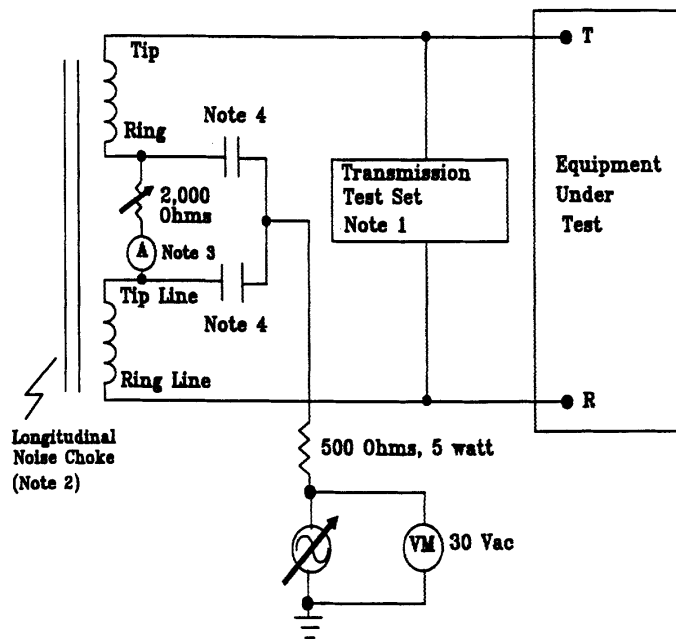 Tip
T
Note 4
Ring
Transmission
Test Set
Note 1
Equipment
Under
Test
2,000
Ohms
A
Note 3
Tip Line
Note 4
Ring Line
R
Longitudinal
Noise Choke
(Note 2)
500 Ohms, 5 watt
VM
30 Vac